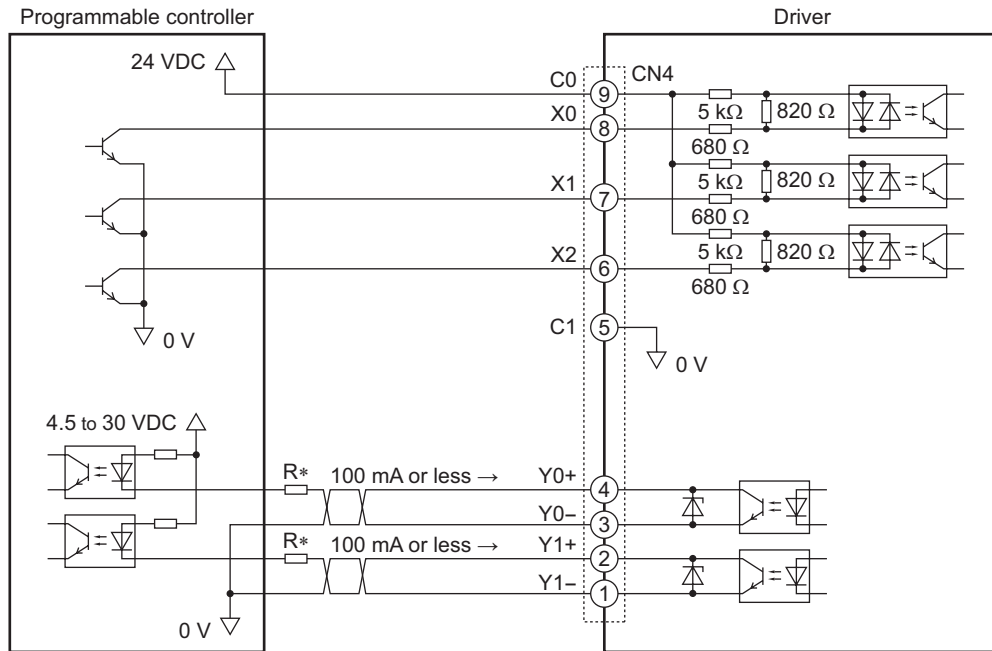 Programmable controller
Driver
24 VDC
C0
9
CN4
X0
8
5 kΩ
820 Ω
680 Ω
X1
7
5 kΩ
820 Ω
680 Ω
X2
6
5 kΩ
820 Ω
680 Ω
0 V
C1
5
0 V
4.5 to 30 VDC
R*
100 mA or less →
Y0+
4
Y0−
3
R*
100 mA or less →
Y1+
2
Y1−
1
0 V